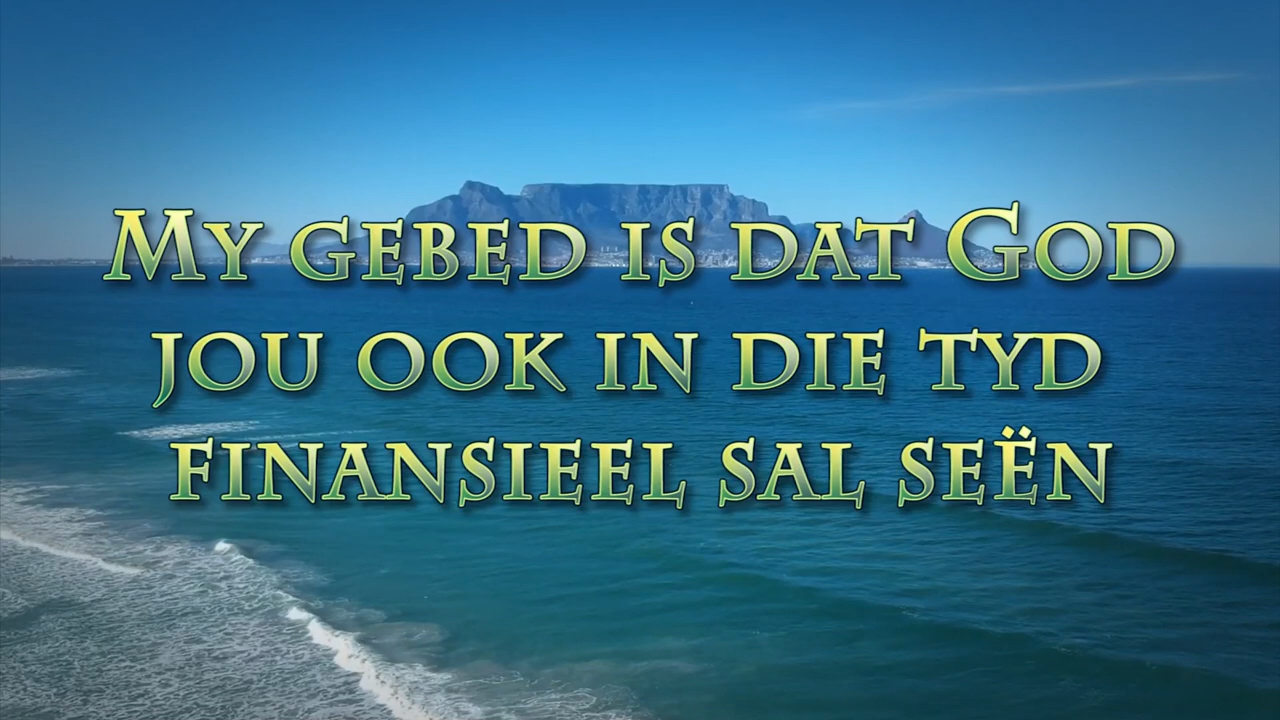 My gebed is dat God
jou ook in die tyd
finansieel sal seën